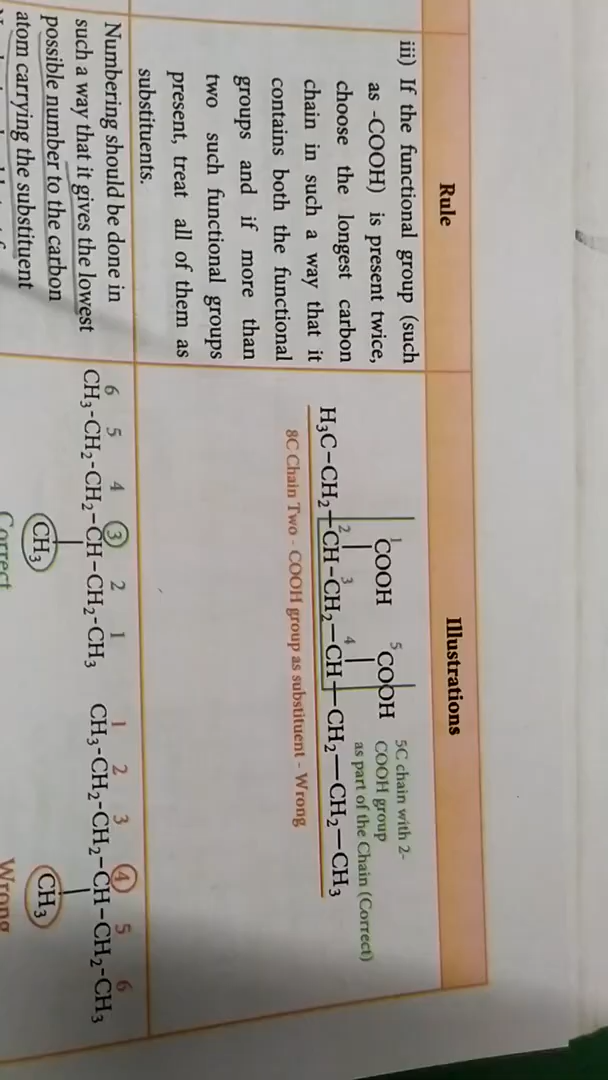 Rule
Illustrations
iii) If the functional group (such
as -COOH) is present twice,
choose the longest carbon
chain in such a way that it
contains both the functional
groups and if more than
two such functional groups
present, treat all of them as
substituents.
5C chain with 2-
COOH group
as part of the Chain (Correct)
1 5
COOH COOH
2 3 4
H₃C−CH₂−CH−CH₂−CH−CH₂−CH₂−CH₃
8C Chain Two - COOH group as substituent - Wrong
Numbering should be done in
such a way that it gives the lowest
possible number to the carbon
atom carrying the substituent
6 5 4 3 2 1
CH₃-CH₂-CH₂-CH-CH₂-CH₃
CH₃
Correct
1 2 3 4 5 6
CH₃-CH₂-CH₂-CH-CH₂-CH₃
CH₃
Wrong